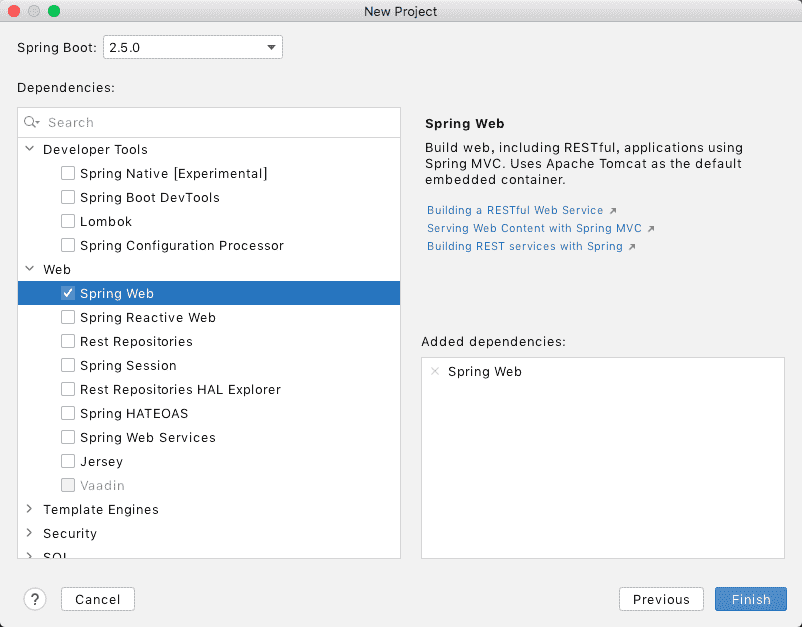 New Project
Spring Boot: 2.5.0
Dependencies:
Search
Developer Tools
Spring Native [Experimental]
Spring Boot DevTools
Lombok
Spring Configuration Processor
Web
Spring Web
Spring Reactive Web
Rest Repositories
Spring Session
Rest Repositories HAL Explorer
Spring HATEOAS
Spring Web Services
Jersey
Vaadin
Template Engines
Security
SQL
Spring Web
Build web, including RESTful, applications using
Spring MVC. Uses Apache Tomcat as the default
embedded container.
Building a RESTful Web Service ↗
Serving Web Content with Spring MVC ↗
Building REST services with Spring ↗
Added dependencies:
× Spring Web
? Cancel
Previous
Finish